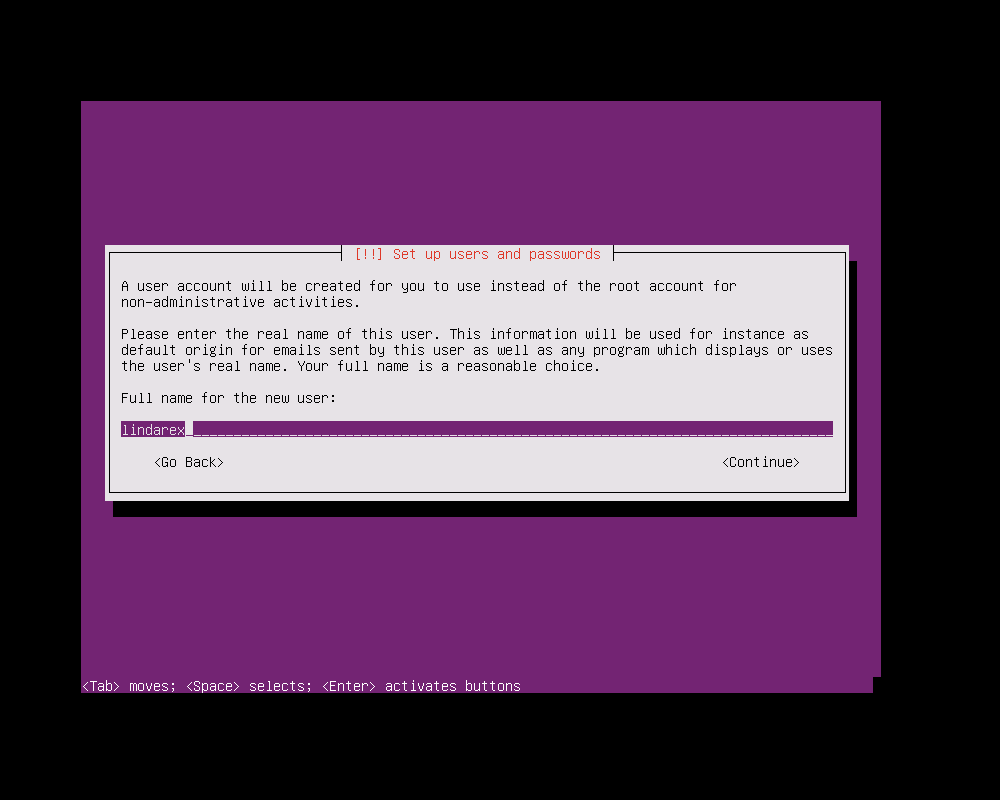 [!!] Set up users and passwords
A user account will be created for you to use instead of the root account for
non-administrative activities.
Please enter the real name of this user. This information will be used for instance as
default origin for emails sent by this user as well as any program which displays or uses
the user's real name. Your full name is a reasonable choice.
Full name for the new user:
lindarex
<Go Back> <Continue>
<Tab> moves; <Space> selects; <Enter> activates buttons